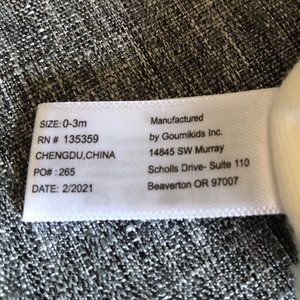 SIZE: 0-3m
RN # 135359
CHENGDU,CHINA
PO#: 265
DATE: 2/2021
Manufactured
by Goumikids Inc.
14845 SW Murray
Scholls Drive- Suite 110
Beaverton OR 97007